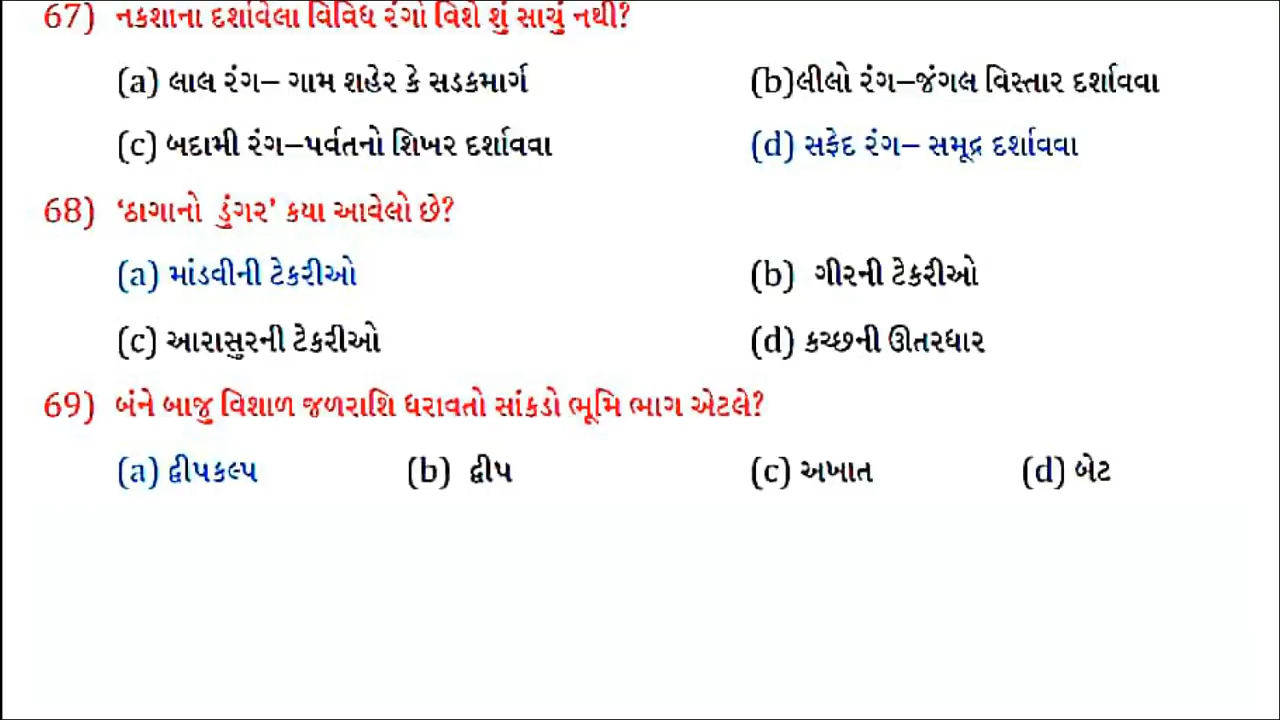 67) નકશાના દર્શાવેલા વિવિધ રંગો વિશે શું સાચું નથી?
(a) લાલ રંગ– ગામ શહેર કે સડકમાર્ગ (b)લીલો રંગ–જંગલ વિસ્તાર દર્શાવવા
(c) બદામી રંગ–પર્વતનો શિખર દર્શાવવા (d) સફેદ રંગ– સમૂદ્ર દર્શાવવા
68) ‘ઠાગાનો ડુંગર’ કયા આવેલો છે?
(a) માંડવીની ટેકરીઓ (b) ગીરની ટેકરીઓ
(c) આરાસુરની ટેકરીઓ (d) કચ્છની ઊતરધાર
69) બંને બાજુ વિશાળ જળરાશિ ધરાવતો સાંકડો ભૂમિ ભાગ એટલે?
(a) દ્વીપકલ્પ (b) દ્વીપ (c) અખાત (d) બેટ